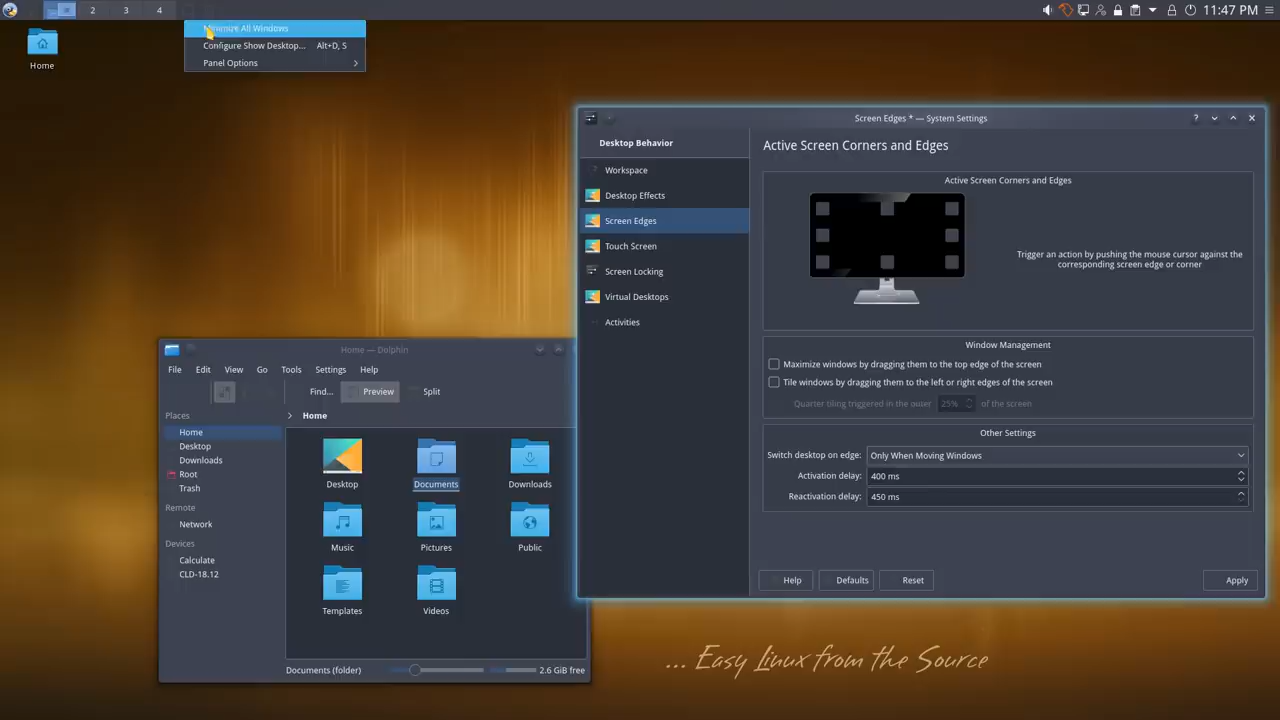 2 3 4 11:47 PM
Minimize All Windows
Configure Show Desktop... Alt+D, S
Panel Options
Home
Screen Edges * — System Settings
Desktop Behavior
Workspace
Desktop Effects
Screen Edges
Touch Screen
Screen Locking
Virtual Desktops
Activities
Active Screen Corners and Edges
Active Screen Corners and Edges
Trigger an action by pushing the mouse cursor against the
corresponding screen edge or corner
Window Management
Maximize windows by dragging them to the top edge of the screen
Tile windows by dragging them to the left or right edges of the screen
Quarter tiling triggered in the outer 25% of the screen
Other Settings
Switch desktop on edge: Only When Moving Windows
Activation delay: 400 ms
Reactivation delay: 450 ms
Help Defaults Reset Apply
Home — Dolphin
File Edit View Go Tools Settings Help
Find... Preview Split
Places
Home
Desktop
Downloads
Root
Trash
Remote
Network
Devices
Calculate
CLD-18.12
Home
Desktop Documents Downloads
Music Pictures Public
Templates Videos
Documents (folder) 2.6 GiB free
... Easy Linux from the Source